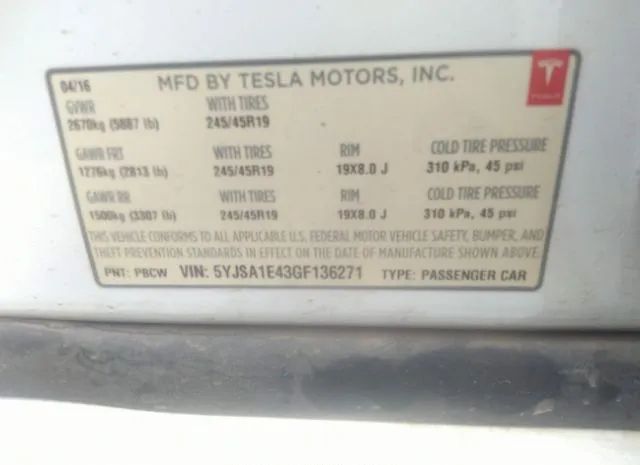 04/16 MFD BY TESLA MOTORS, INC.
GVWR WITH TIRES
2670kg (5887 lb) 245/45R19
GAWR FRT WITH TIRES RIM COLD TIRE PRESSURE
1276kg (2813 lb) 245/45R19 19X8.0 J 310 kPa, 45 psi
GAWR RR WITH TIRES RIM COLD TIRE PRESSURE
1500kg (3307 lb) 245/45R19 19X8.0 J 310 kPa, 45 psi
THIS VEHICLE CONFORMS TO ALL APPLICABLE U.S. FEDERAL MOTOR VEHICLE SAFETY, BUMPER, AND
THEFT PREVENTION STANDARDS IN EFFECT ON THE DATE OF MANUFACTURE SHOWN ABOVE.
PNT: PBCW VIN: 5YJSA1E43GF136271 TYPE: PASSENGER CAR
TESLA